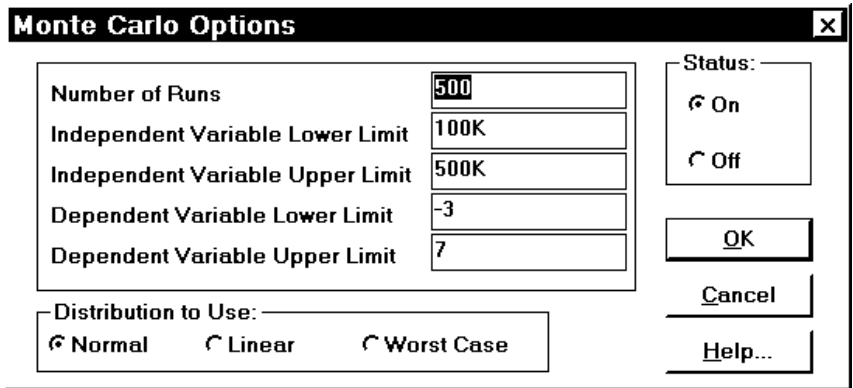 Monte Carlo Options
Number of Runs 500
Independent Variable Lower Limit 100K
Independent Variable Upper Limit 500K
Dependent Variable Lower Limit -3
Dependent Variable Upper Limit 7
Status:
On
Off
OK
Cancel
Help...
Distribution to Use:
Normal Linear Worst Case